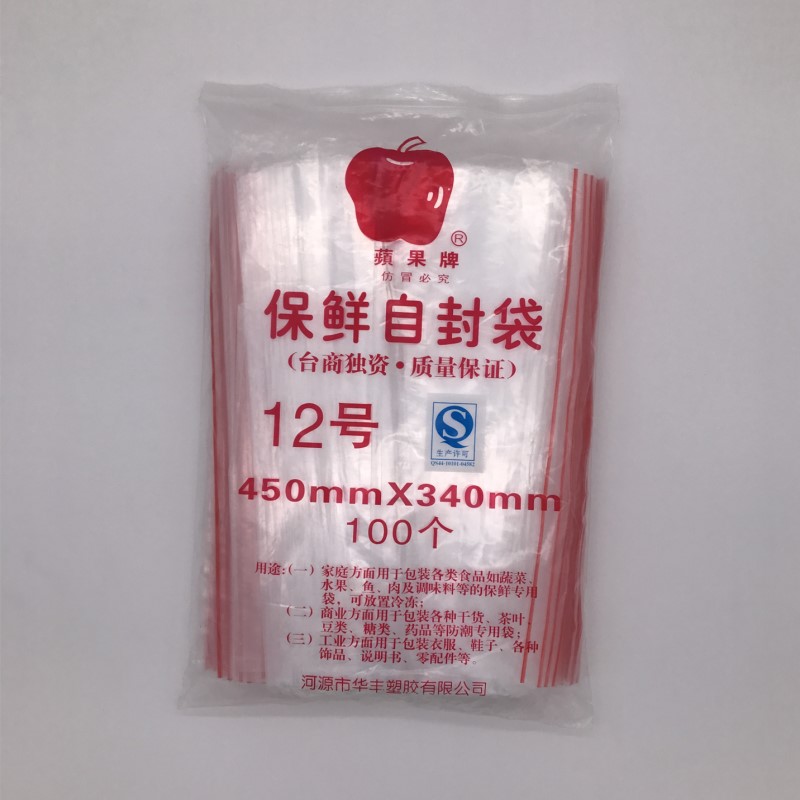 ®
蘋果牌
仿冒必究
保鲜自封袋
(台商独资·质量保证)
12号
QS
生产许可
QS44-10101-04502
450mmX340mm
100个
用途:(一) 家庭方面用于包装各类食品如蔬菜、
水果、鱼、肉及调味料等的保鲜专用
袋，可放置冷冻;
(二) 商业方面用于包装各种干货、茶叶、
豆类、糖类、药品等防潮专用袋;
(三) 工业方面用于包装衣服、鞋子、各种
饰品、说明书、零配件等。
河源市华丰塑胶有限公司